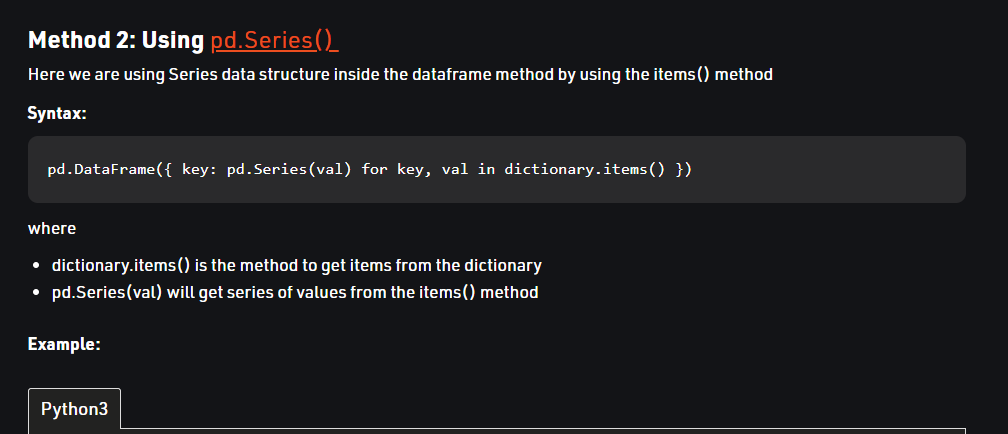 Method 2: Using pd.Series()
Here we are using Series data structure inside the dataframe method by using the items() method
Syntax:
pd.DataFrame({ key: pd.Series(val) for key, val in dictionary.items() })
where
• dictionary.items() is the method to get items from the dictionary
• pd.Series(val) will get series of values from the items() method
Example:
Python3